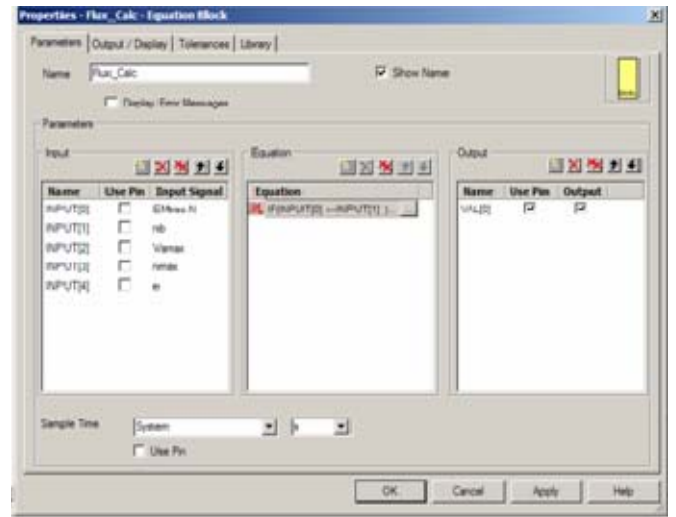 Properties - Flux_Calc - Equation Block
Parameters Output / Display Tolerances Library
Name Flux_Calc Show Name
Display Error Messages
Parameters
Input Equation Output
Name Use Pin Input Signal Equation Name Use Pin Output
INPUT[0] VAL[0]
INPUT[1] nb
INPUT[2] Vamax
INPUT[3] nmax
INPUT[4]
Sample Time System s
Use Pin
OK Cancel Apply Help